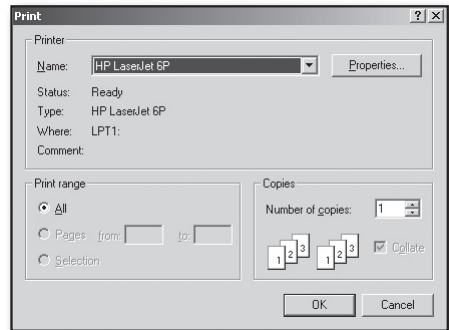 Print
Printer
Name: HP LaserJet 6P Properties...
Status: Ready
Type: HP LaserJet 6P
Where: LPT1:
Comment:
Print range
All
Pages from: to:
Selection
Copies
Number of copies: 1
1 2 3 1 2 3 Collate
OK Cancel